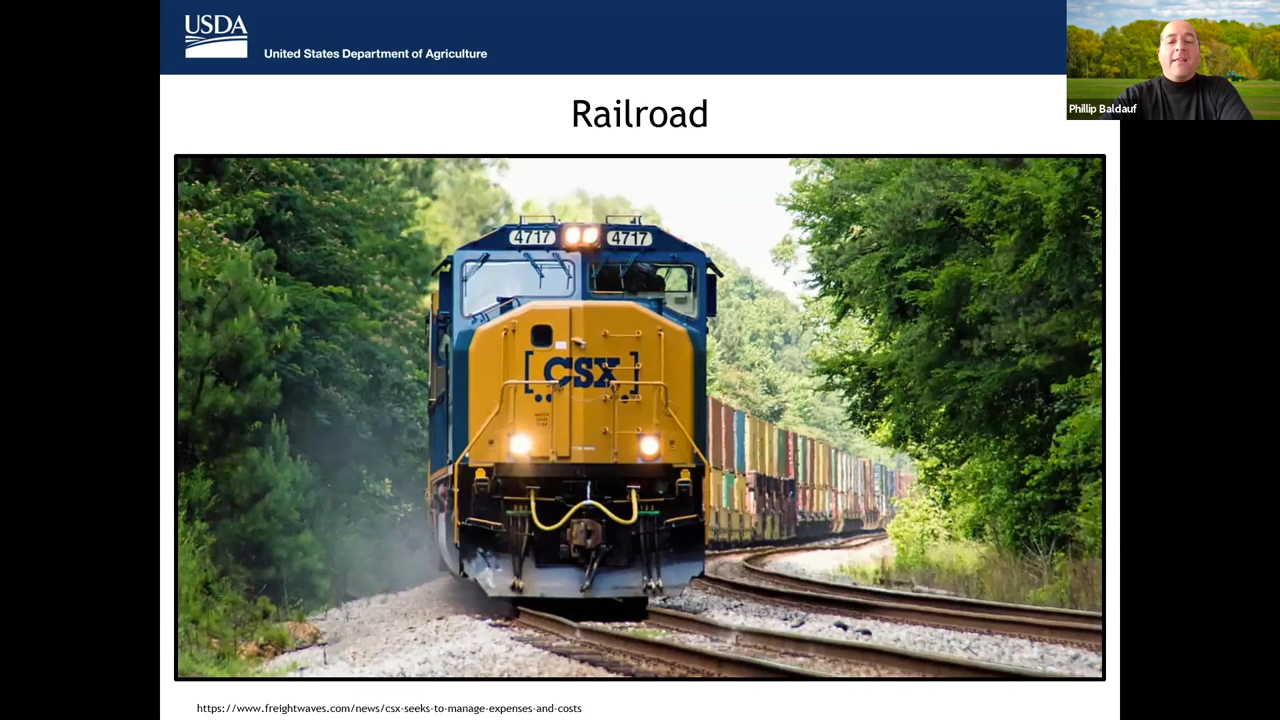 USDA
United States Department of Agriculture
Phillip Baldauf
Railroad
4717 4717
[CSX]
https://www.freightwaves.com/news/csx-seeks-to-manage-expenses-and-costs